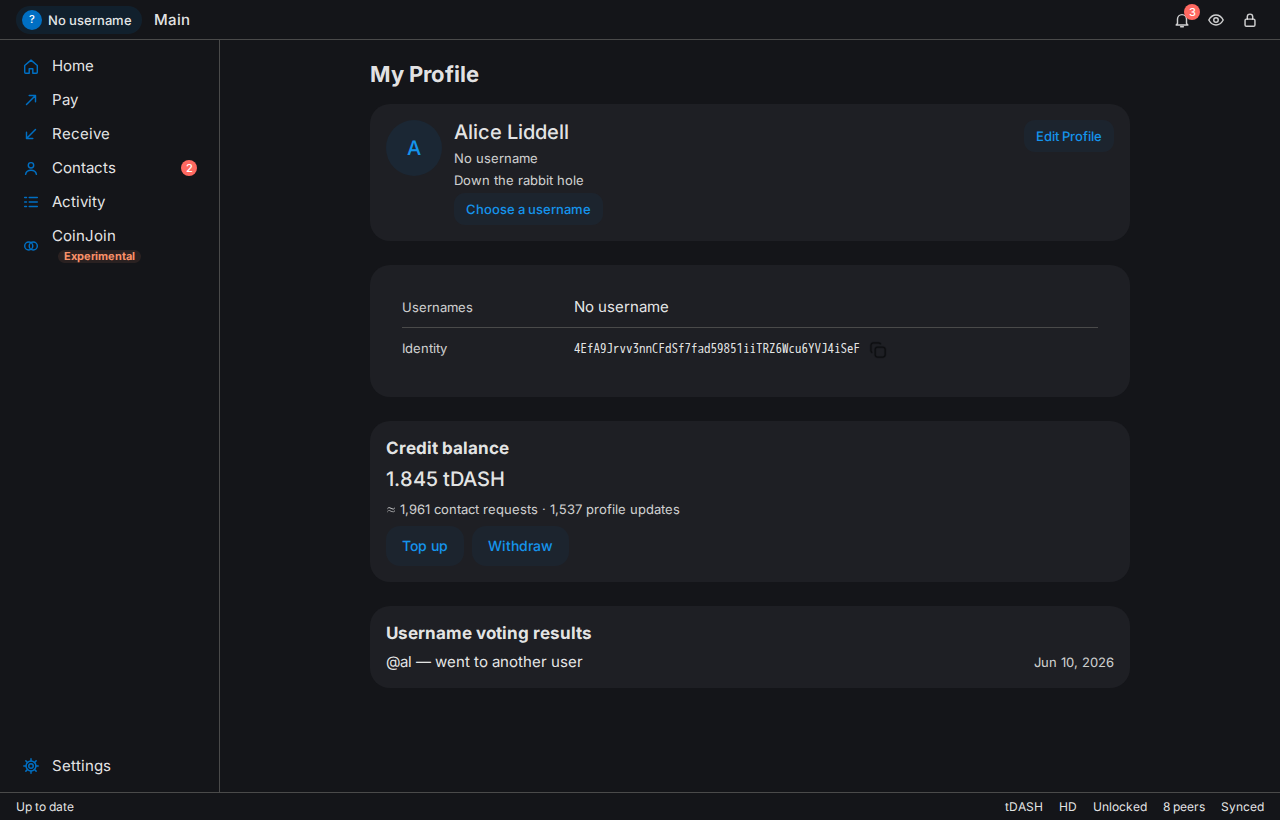 ? No username Main 3
Home
Pay
Receive
Contacts 2
Activity
CoinJoin
Experimental
Settings
My Profile
A
Alice Liddell
No username
Down the rabbit hole
Choose a username
Edit Profile
Usernames No username
Identity 4EfA9Jrvv3nnCFdSf7fad59851iiTRZ6Wcu6YVJ4iSeF
Credit balance
1.845 tDASH
≈ 1,961 contact requests · 1,537 profile updates
Top up Withdraw
Username voting results
@al — went to another user Jun 10, 2026
Up to date tDASH HD Unlocked 8 peers Synced